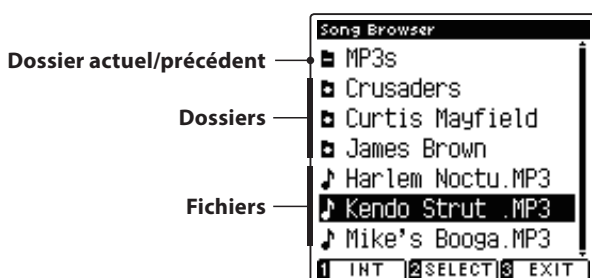 Song Browser
Dossier actuel/précédent
MP3s
Crusaders
Dossiers
Curtis Mayfield
James Brown
Harlem Noctu.MP3
Fichiers
Kendo Strut .MP3
Mike's Booga.MP3
1 INT 2 SELECT 3 EXIT